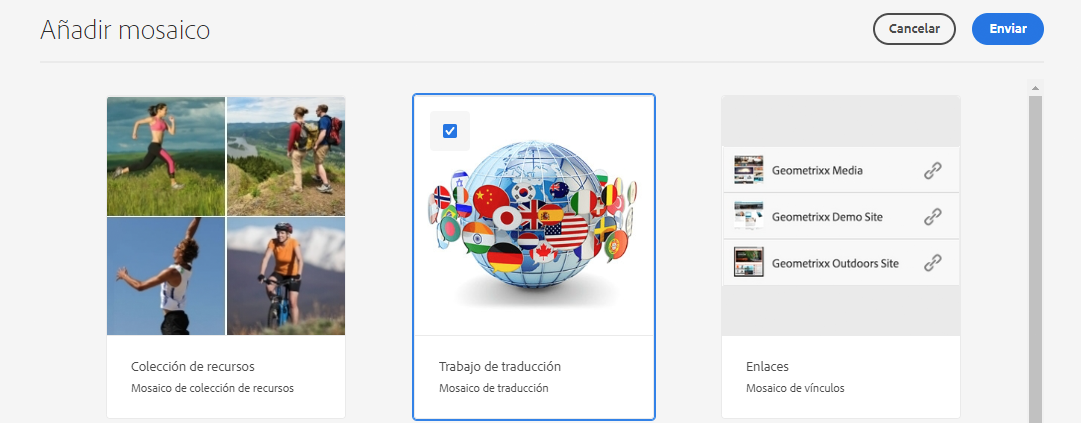 Añadir mosaico
Cancelar
Enviar
Geometrixx Media
Geometrixx Demo Site
Geometrixx Outdoors Site
Colección de recursos
Mosaico de colección de recursos
Trabajo de traducción
Mosaico de traducción
Enlaces
Mosaico de vínculos